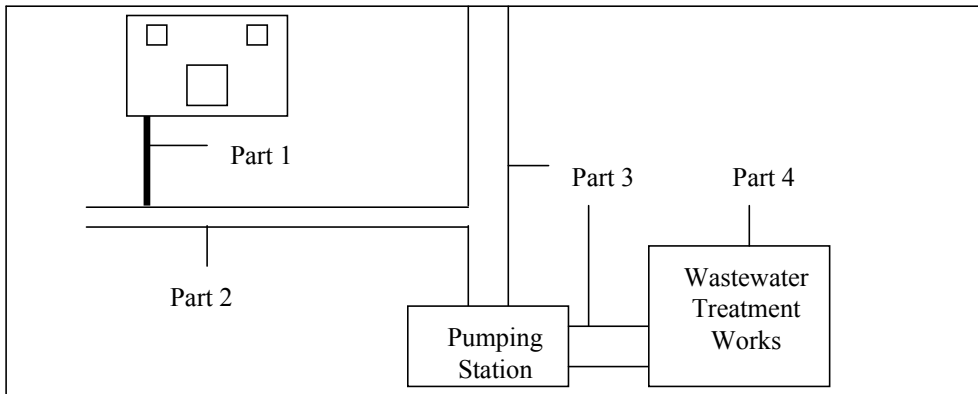 Part 1
Part 3
Part 4
Part 2
Wastewater
Treatment
Works
Pumping
Station